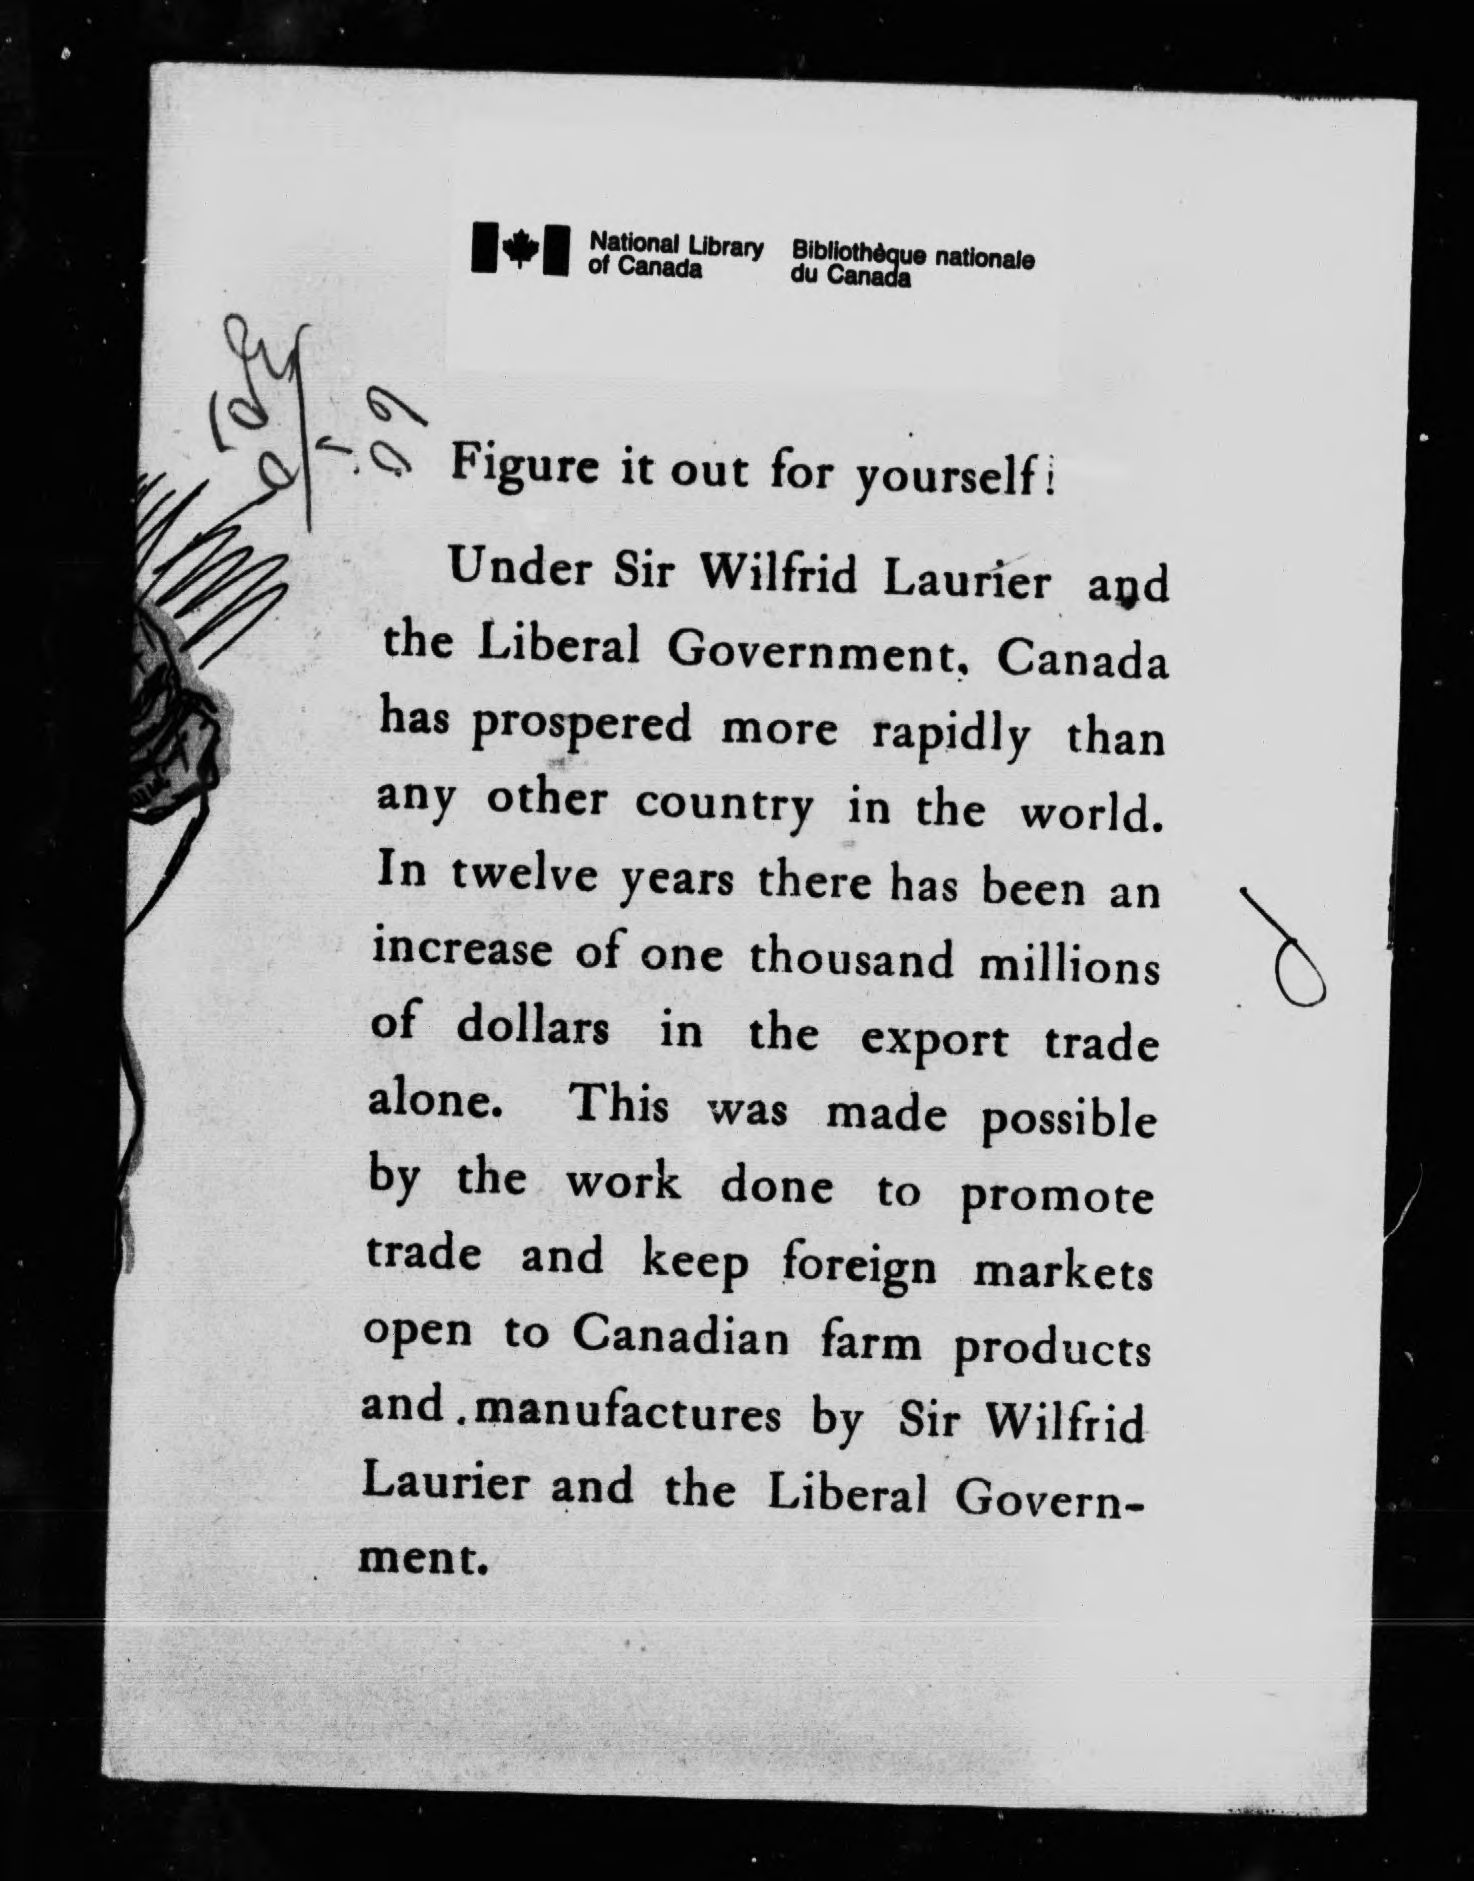 National Library of Canada
Bibliothèque nationale du Canada
Figure it out for yourself!
Under Sir Wilfrid Laurier and
the Liberal Government, Canada
has prospered more rapidly than
any other country in the world.
In twelve years there has been an
increase of one thousand millions
of dollars in the export trade
alone. This was made possible
by the work done to promote
trade and keep foreign markets
open to Canadian farm products
and manufactures by Sir Wilfrid
Laurier and the Liberal Govern-
ment.